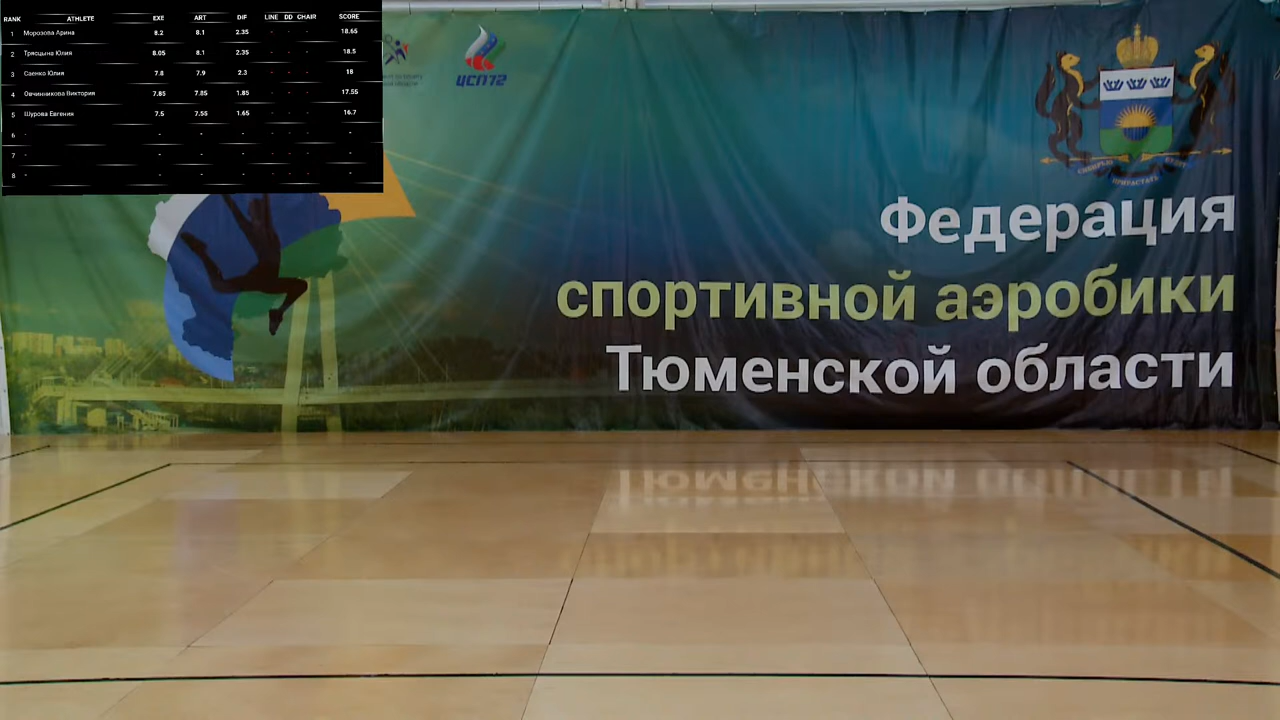 RANK ATHLETE EXE ART DIF LINE DD CHAIR SCORE
1 Морозова Арина 8.2 8.1 2.35 - - - 18.65
2 Трясцына Юлия 8.05 8.1 2.35 - - - 18.5
3 Саенко Юлия 7.8 7.9 2.3 - - - 18
4 Овчинникова Виктория 7.85 7.85 1.85 - - - 17.55
5 Шурова Евгения 7.5 7.55 1.65 - - - 16.7
6 - - - - - - - -
7 - - - - - - - -
8 - - - - - - - -
ЦСП72
Федерация
спортивной аэробики
Тюменской области